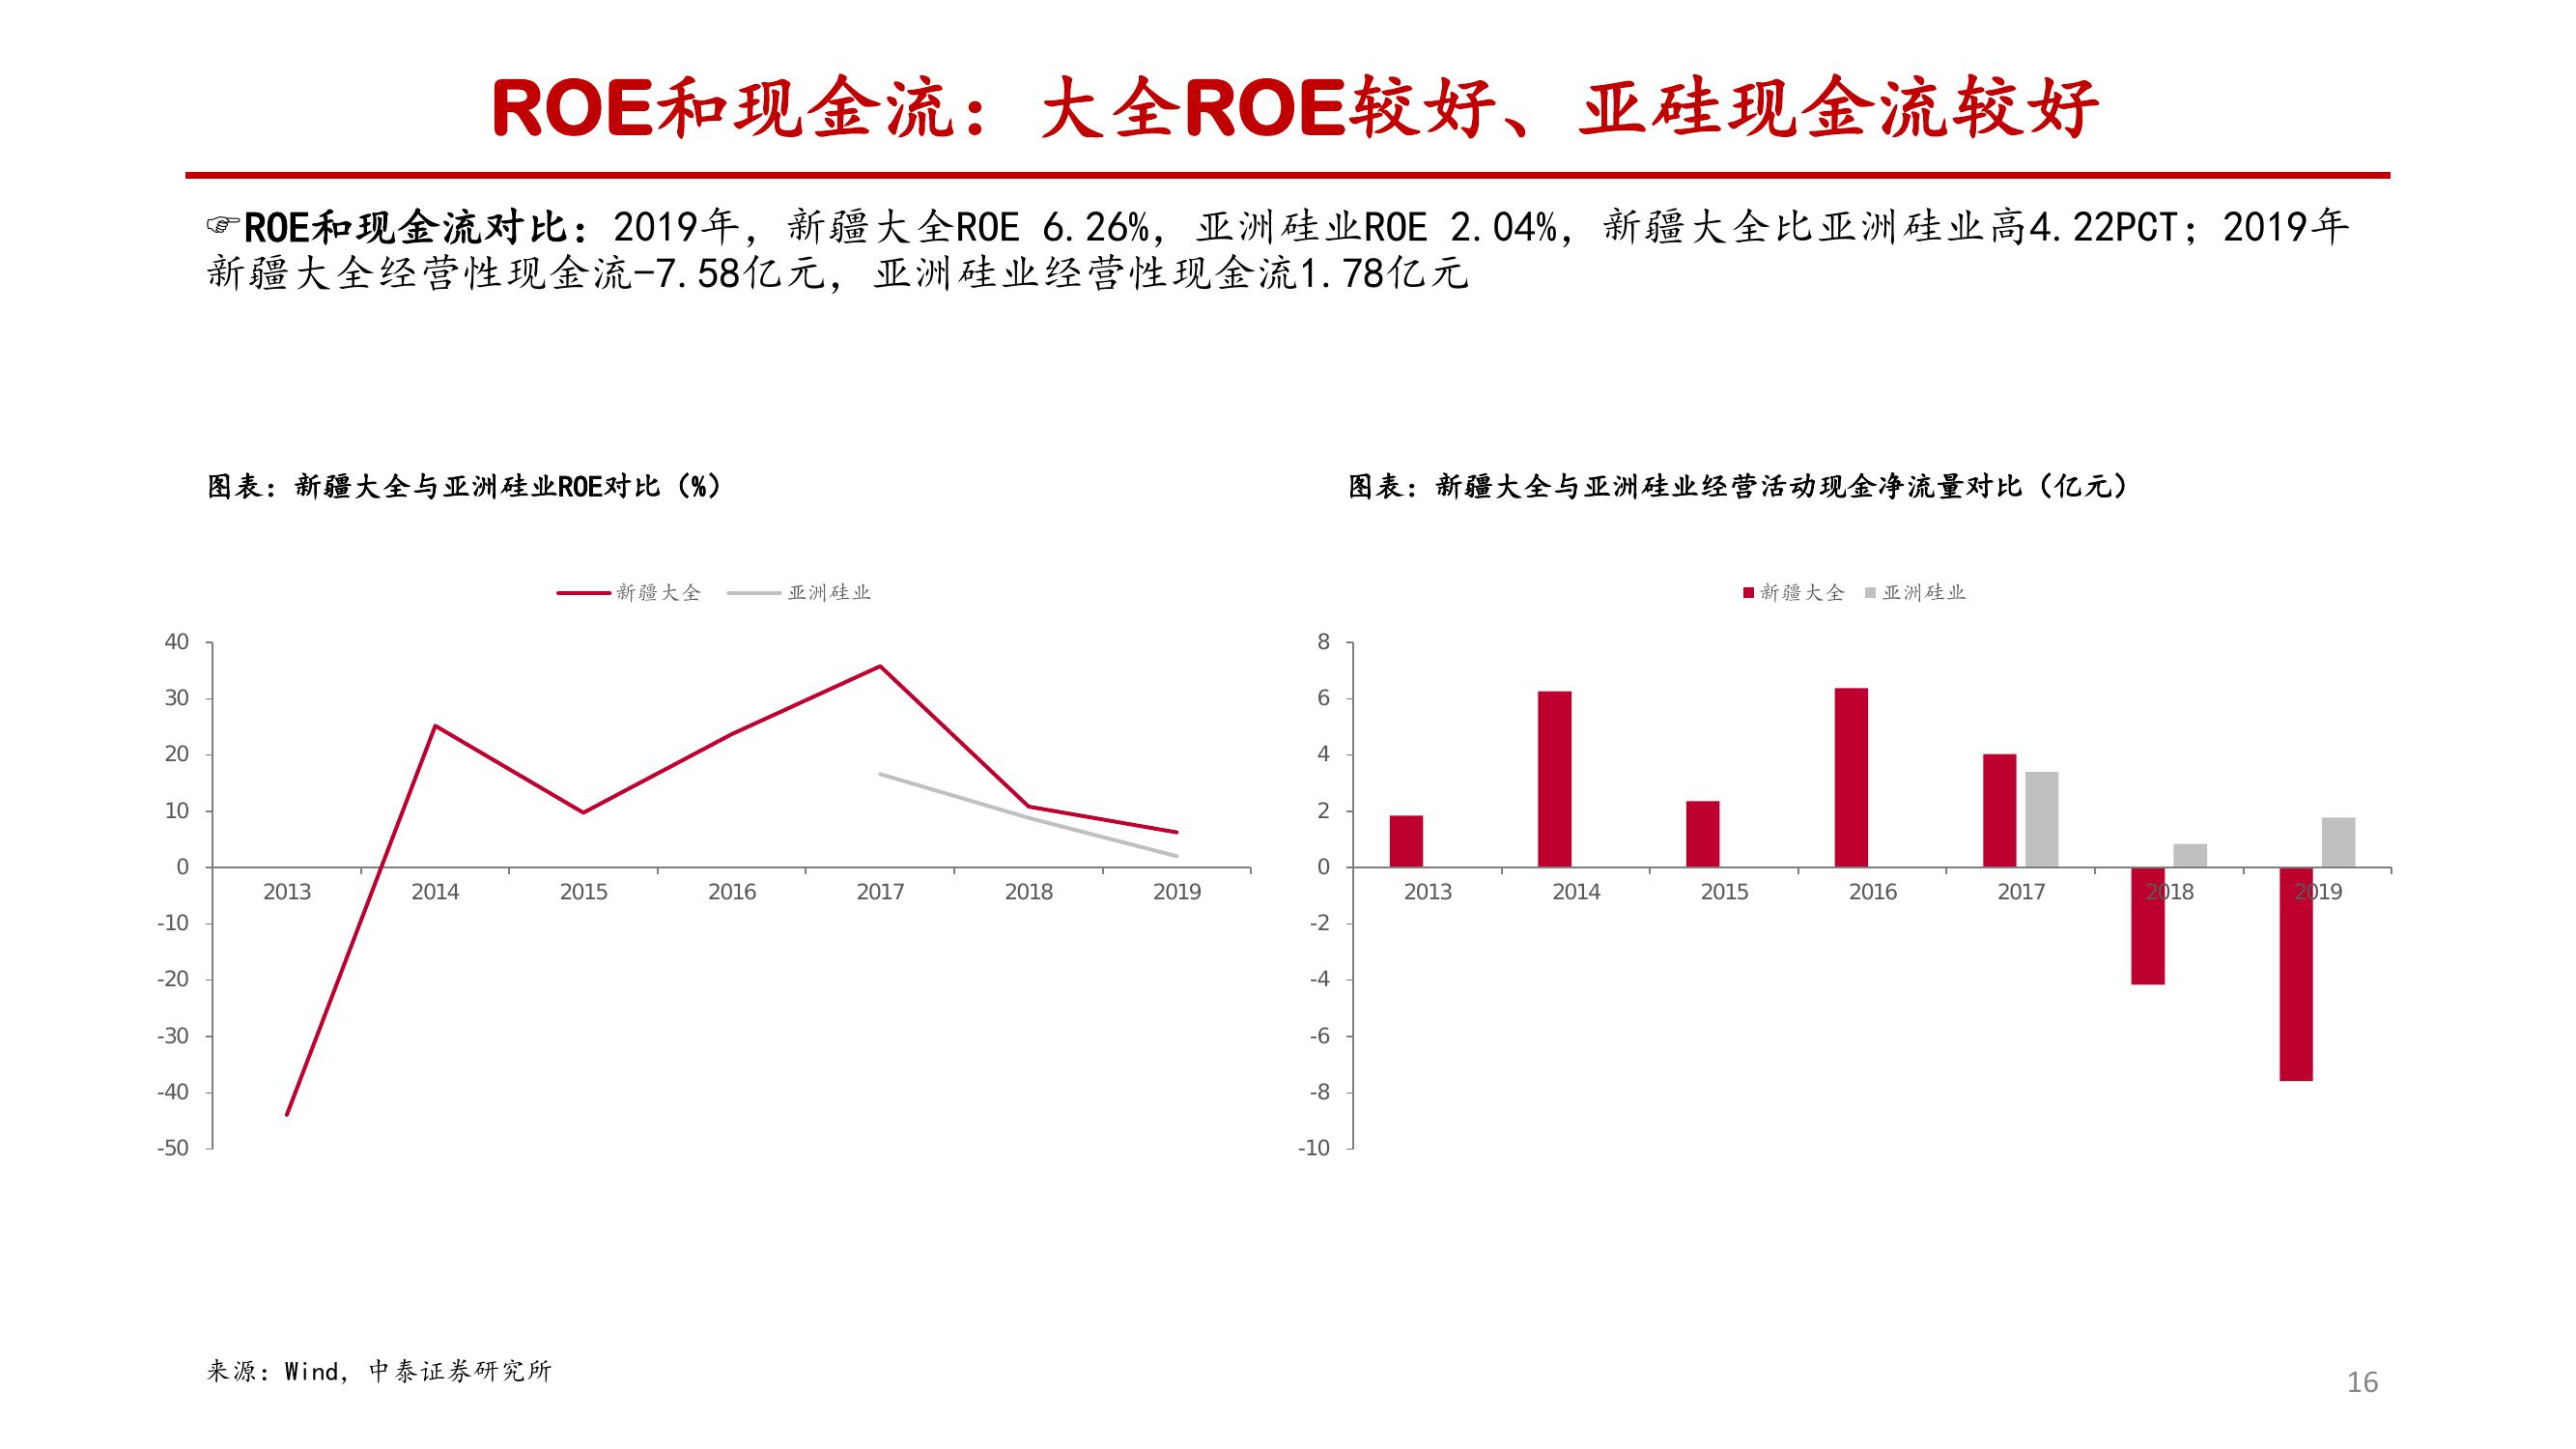 ROE和现金流：大全ROE较好、亚硅现金流较好
☞ROE和现金流对比：2019年，新疆大全ROE 6.26%，亚洲硅业ROE 2.04%，新疆大全比亚洲硅业高4.22PCT；2019年
新疆大全经营性现金流-7.58亿元，亚洲硅业经营性现金流1.78亿元
图表：新疆大全与亚洲硅业ROE对比（%）
新疆大全 亚洲硅业
40
30
20
10
0
-10
-20
-30
-40
-50
2013 2014 2015 2016 2017 2018 2019
图表：新疆大全与亚洲硅业经营活动现金净流量对比（亿元）
新疆大全 亚洲硅业
8
6
4
2
0
-2
-4
-6
-8
-10
2013 2014 2015 2016 2017 2018 2019
来源：Wind，中泰证券研究所
16